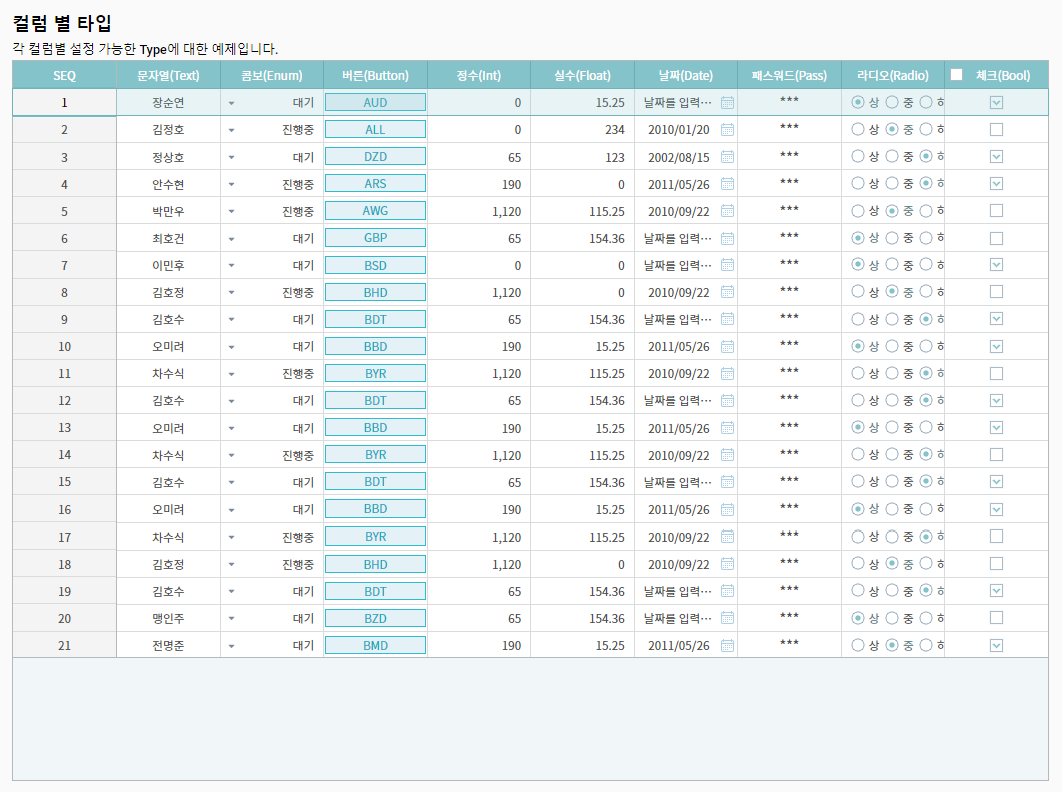 컬럼 별 타입
각 컬럼별 설정 가능한 Type에 대한 예제입니다.
SEQ 문자열(Text) 콤보(Enum) 버튼(Button) 정수(Int) 실수(Float) 날짜(Date) 패스워드(Pass) 라디오(Radio) 체크(Bool)
1 장순연 대기 AUD 0 15.25 날짜를 입력… *** 상 중 하
2 김정호 진행중 ALL 0 234 2010/01/20 *** 상 중 하
3 정상호 대기 DZD 65 123 2002/08/15 *** 상 중 하
4 안수현 진행중 ARS 190 0 2011/05/26 *** 상 중 하
5 박만우 진행중 AWG 1,120 115.25 2010/09/22 *** 상 중 하
6 최호건 대기 GBP 65 154.36 날짜를 입력… *** 상 중 하
7 이민후 대기 BSD 0 0 날짜를 입력… *** 상 중 하
8 김호정 진행중 BHD 1,120 0 2010/09/22 *** 상 중 하
9 김호수 대기 BDT 65 154.36 날짜를 입력… *** 상 중 하
10 오미려 대기 BBD 190 15.25 2011/05/26 *** 상 중 하
11 차수식 진행중 BYR 1,120 115.25 2010/09/22 *** 상 중 하
12 김호수 대기 BDT 65 154.36 날짜를 입력… *** 상 중 하
13 오미려 대기 BBD 190 15.25 2011/05/26 *** 상 중 하
14 차수식 진행중 BYR 1,120 115.25 2010/09/22 *** 상 중 하
15 김호수 대기 BDT 65 154.36 날짜를 입력… *** 상 중 하
16 오미려 대기 BBD 190 15.25 2011/05/26 *** 상 중 하
17 차수식 진행중 BYR 1,120 115.25 2010/09/22 *** 상 중 하
18 김호정 진행중 BHD 1,120 0 2010/09/22 *** 상 중 하
19 김호수 대기 BDT 65 154.36 날짜를 입력… *** 상 중 하
20 맹인주 대기 BZD 65 154.36 날짜를 입력… *** 상 중 하
21 전명준 대기 BMD 190 15.25 2011/05/26 *** 상 중 하